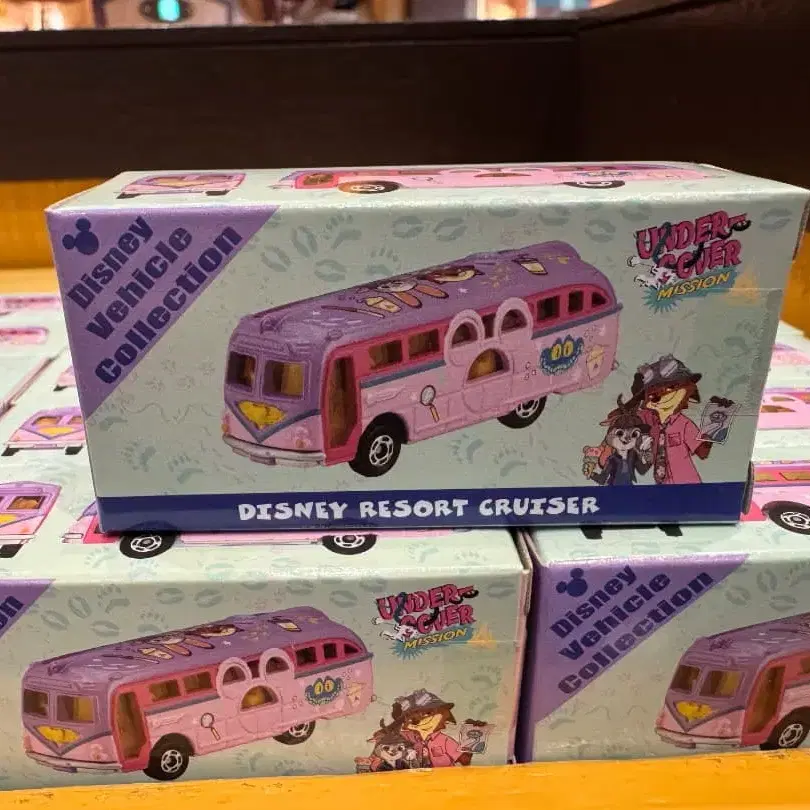 Disney
Vehicle
Collection
UNDER-
COVER
MISSION
DISNEY RESORT CRUISER
UNDER-
COVER
MISSION
Disney
Vehicle
Collection